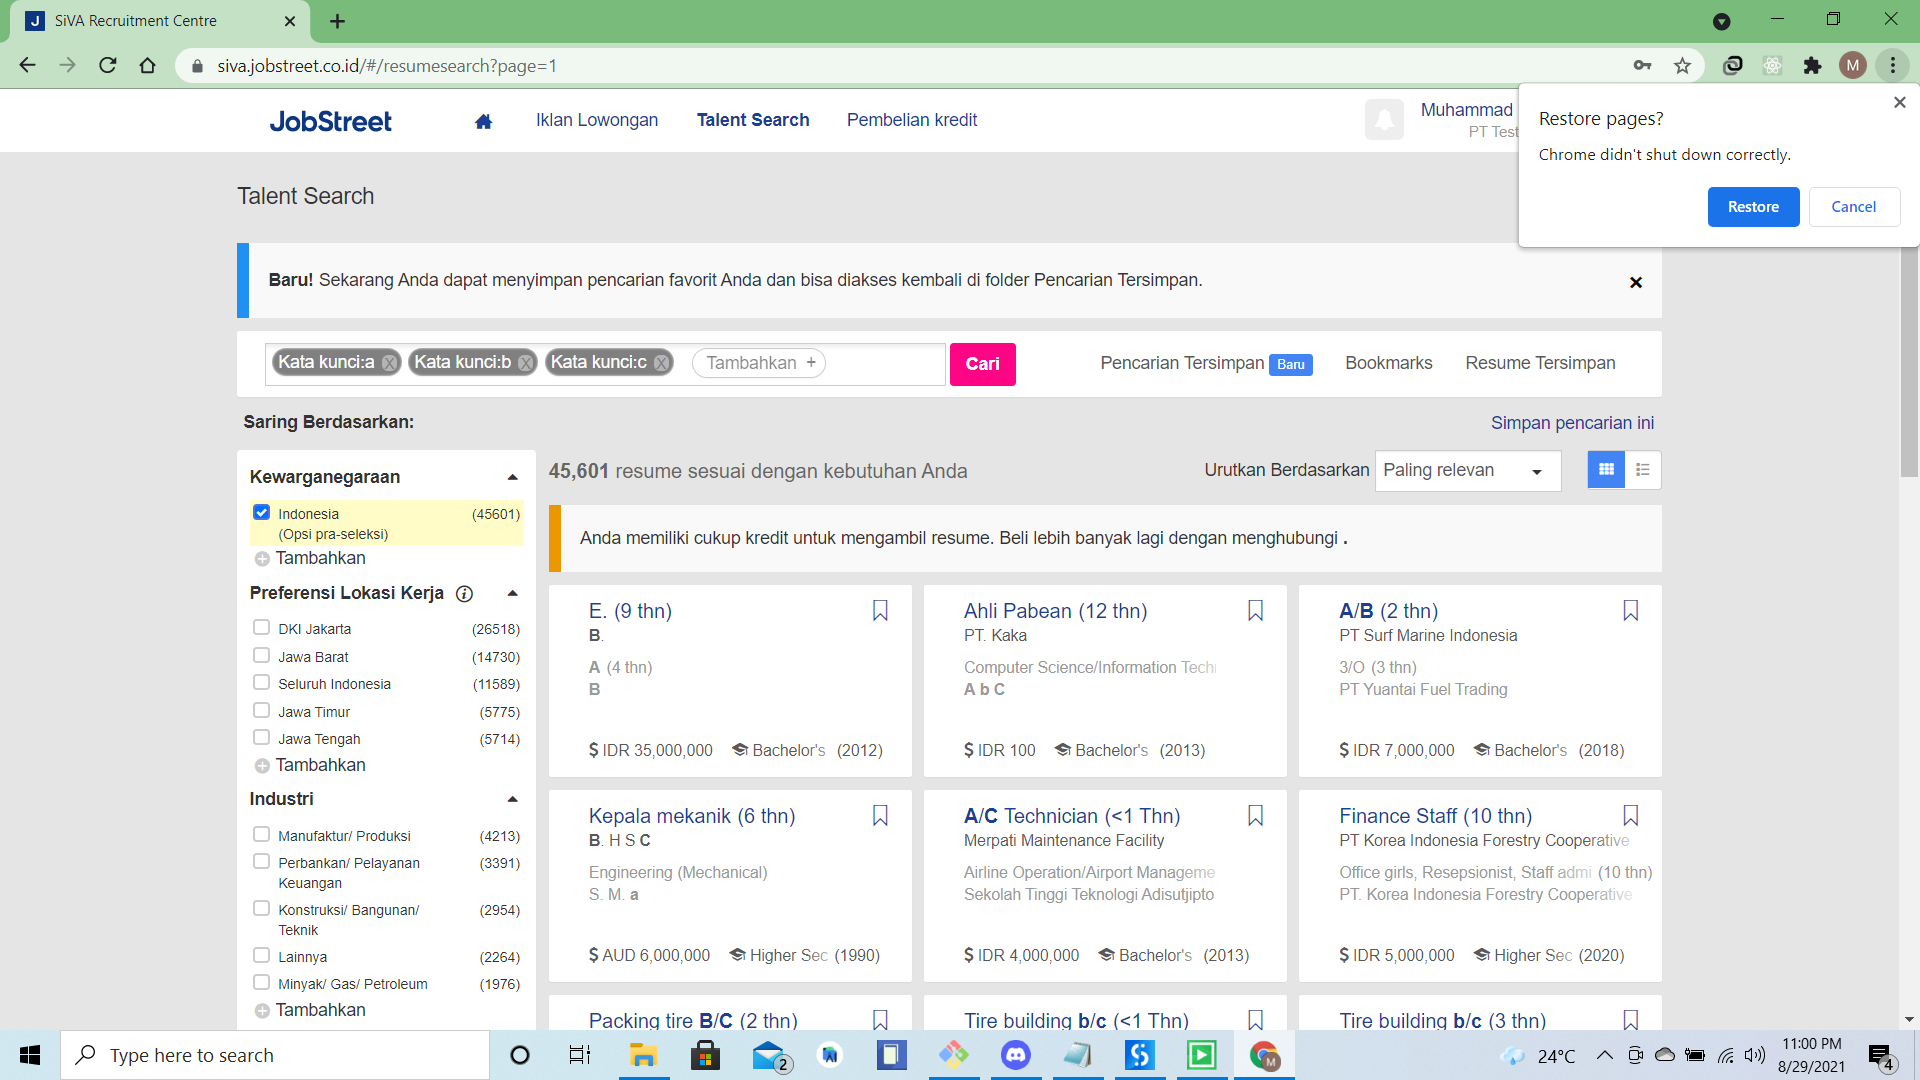 SiVA Recruitment Centre
siva.jobstreet.co.id/#/resumesearch?page=1
M
Restore pages?
Chrome didn't shut down correctly.
Restore
Cancel
JobStreet
Iklan Lowongan
Talent Search
Pembelian kredit
Muhammad
PT Test
Talent Search
Baru! Sekarang Anda dapat menyimpan pencarian favorit Anda dan bisa diakses kembali di folder Pencarian Tersimpan.
Kata kunci:a
Kata kunci:b
Kata kunci:c
Tambahkan +
Cari
Pencarian Tersimpan Baru
Bookmarks
Resume Tersimpan
Saring Berdasarkan:
Simpan pencarian ini
Kewarganegaraan
Indonesia (45601)
(Opsi pra-seleksi)
Tambahkan
Preferensi Lokasi Kerja
DKI Jakarta (26518)
Jawa Barat (14730)
Seluruh Indonesia (11589)
Jawa Timur (5775)
Jawa Tengah (5714)
Tambahkan
Industri
Manufaktur/ Produksi (4213)
Perbankan/ Pelayanan (3391)
Keuangan
Konstruksi/ Bangunan/ (2954)
Teknik
Lainnya (2264)
Minyak/ Gas/ Petroleum (1976)
Tambahkan
45,601 resume sesuai dengan kebutuhan Anda
Urutkan Berdasarkan Paling relevan
Anda memiliki cukup kredit untuk mengambil resume. Beli lebih banyak lagi dengan menghubungi .
E. (9 thn)
B.
A (4 thn)
B
$ IDR 35,000,000 Bachelor's (2012)
Ahli Pabean (12 thn)
PT. Kaka
Computer Science/Information Techi
A b C
$ IDR 100 Bachelor's (2013)
A/B (2 thn)
PT Surf Marine Indonesia
3/O (3 thn)
PT Yuantai Fuel Trading
$ IDR 7,000,000 Bachelor's (2018)
Kepala mekanik (6 thn)
B. H S C
Engineering (Mechanical)
S. M. a
$ AUD 6,000,000 Higher Sec (1990)
A/C Technician (<1 Thn)
Merpati Maintenance Facility
Airline Operation/Airport Manageme
Sekolah Tinggi Teknologi Adisutjipto
$ IDR 4,000,000 Bachelor's (2013)
Finance Staff (10 thn)
PT Korea Indonesia Forestry Cooperative
Office girls, Resepsionist, Staff admi (10 thn)
PT. Korea Indonesia Forestry Cooperative
$ IDR 5,000,000 Higher Sec (2020)
Packing tire B/C (2 thn)
Tire building b/c (<1 Thn)
Tire building b/c (3 thn)
Type here to search
2
M
24°C
11:00 PM
8/29/2021
4